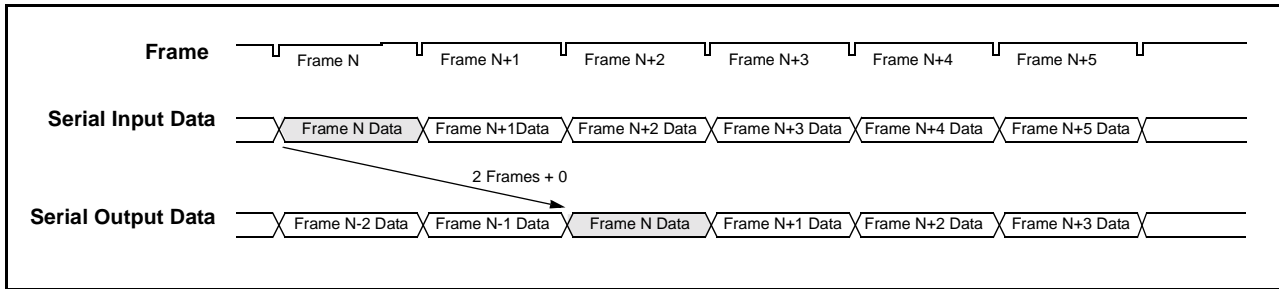 Frame
Frame N Frame N+1 Frame N+2 Frame N+3 Frame N+4 Frame N+5
Serial Input Data
Frame N Data Frame N+1Data Frame N+2 Data Frame N+3 Data Frame N+4 Data Frame N+5 Data
2 Frames + 0
Serial Output Data
Frame N-2 Data Frame N-1 Data Frame N Data Frame N+1 Data Frame N+2 Data Frame N+3 Data